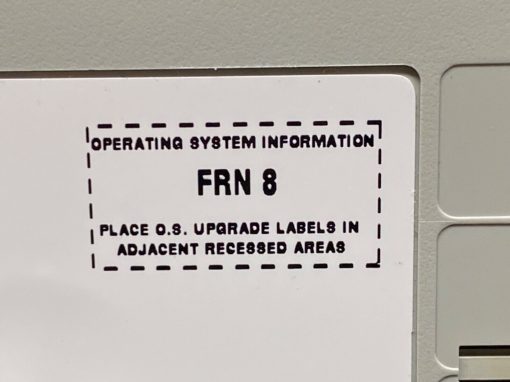 OPERATING SYSTEM INFORMATION
FRN 8
PLACE O.S. UPGRADE LABELS IN
ADJACENT RECESSED AREAS